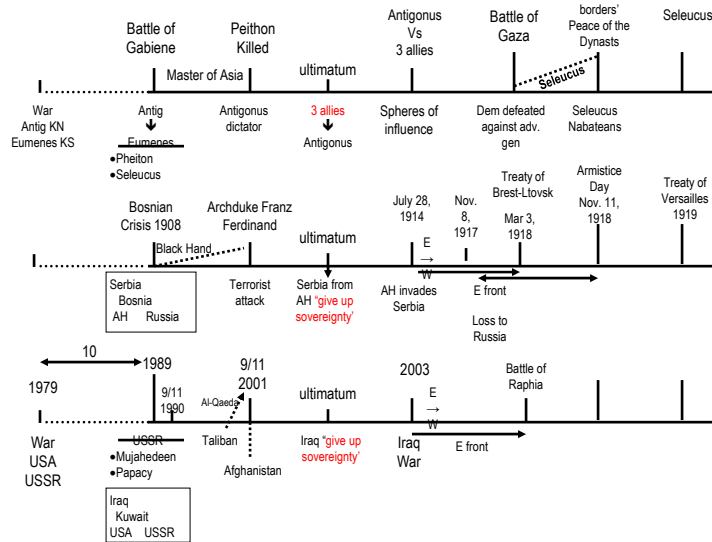 Battle of
Gabiene
Peithon
Killed
Antigonus
Vs
3 allies
Battle of
Gaza
borders’
Peace of the
Dynasts
Seleucus
Master of Asia
ultimatum
Seleucus
War
Antig KN
Eumenes KS
Antig
Eumenes
•Pheiton
•Seleucus
Antigonus
dictator
3 allies
Antigonus
Spheres of
influence
Dem defeated
against adv.
gen
Seleucus
Nabateans
Bosnian
Crisis 1908
Archduke Franz
Ferdinand
July 28,
1914
Nov.
8,
1917
Treaty of
Brest-Ltovsk
Mar 3,
1918
Armistice
Day
Nov. 11,
1918
Treaty of
Versailles
1919
Black Hand
ultimatum
E
→
W
Serbia
Bosnia
AH Russia
Terrorist
attack
Serbia from
AH “give up
sovereignty’
AH invades
Serbia
E front
Loss to
Russia
10
1979
1989
9/11
1990
Al-Qaeda
9/11
2001
ultimatum
2003
E
→
W
Battle of
Raphia
War
USA
USSR
USSR
•Mujahedeen
•Papacy
Taliban
Afghanistan
Iraq “give up
sovereignty’
Iraq
War
E front
Iraq
Kuwait
USA USSR